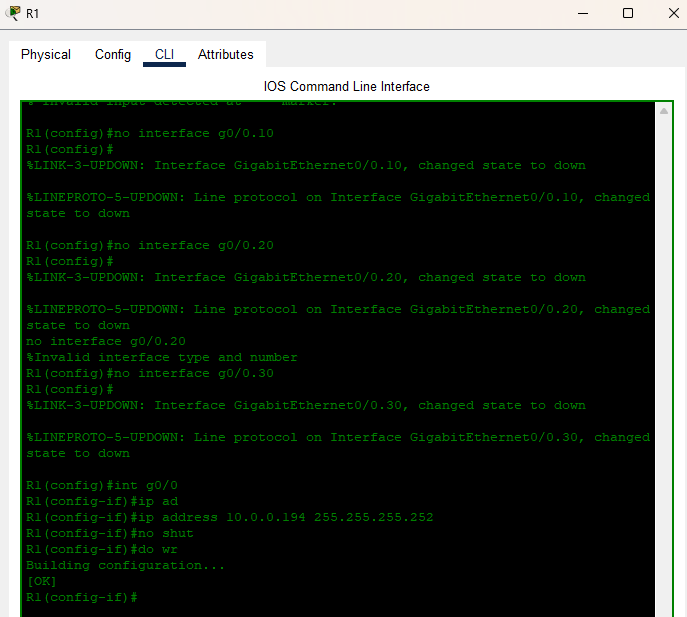 R1
Physical Config CLI Attributes
IOS Command Line Interface
% Invalid input detected at marker.
R1(config)#no interface g0/0.10
R1(config)#
%LINK-3-UPDOWN: Interface GigabitEthernet0/0.10, changed state to down
%LINEPROTO-5-UPDOWN: Line protocol on Interface GigabitEthernet0/0.10, changed
state to down
R1(config)#no interface g0/0.20
R1(config)#
%LINK-3-UPDOWN: Interface GigabitEthernet0/0.20, changed state to down
%LINEPROTO-5-UPDOWN: Line protocol on Interface GigabitEthernet0/0.20, changed
state to down
no interface g0/0.20
%Invalid interface type and number
R1(config)#no interface g0/0.30
R1(config)#
%LINK-3-UPDOWN: Interface GigabitEthernet0/0.30, changed state to down
%LINEPROTO-5-UPDOWN: Line protocol on Interface GigabitEthernet0/0.30, changed
state to down
R1(config)#int g0/0
R1(config-if)#ip ad
R1(config-if)#ip address 10.0.0.194 255.255.255.252
R1(config-if)#no shut
R1(config-if)#do wr
Building configuration...
[OK]
R1(config-if)#